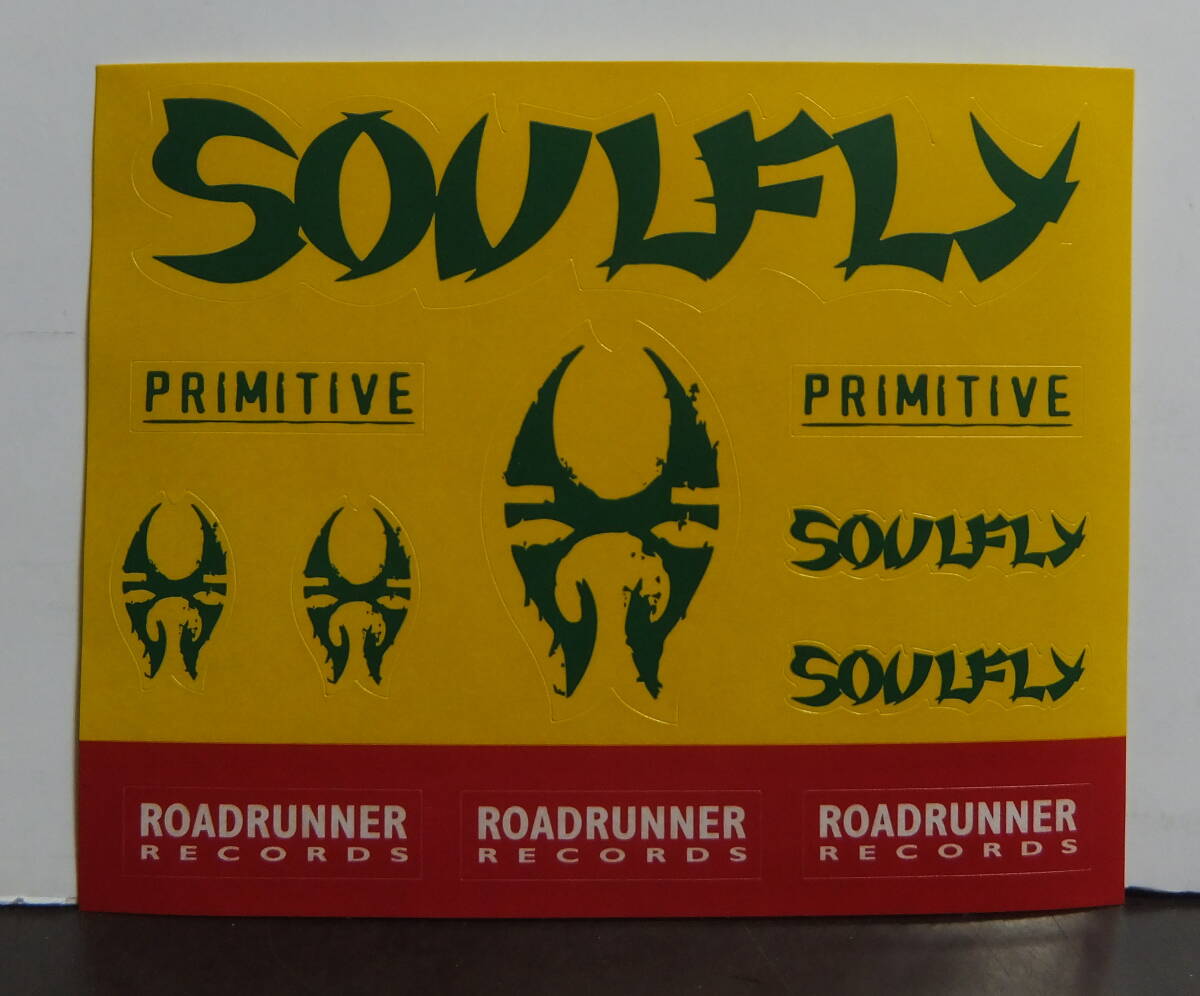 SOULFLY
PRIMITIVE
PRIMITIVE
SOULFLY
SOULFLY
ROADRUNNER
RECORDS
ROADRUNNER
RECORDS
ROADRUNNER
RECORDS